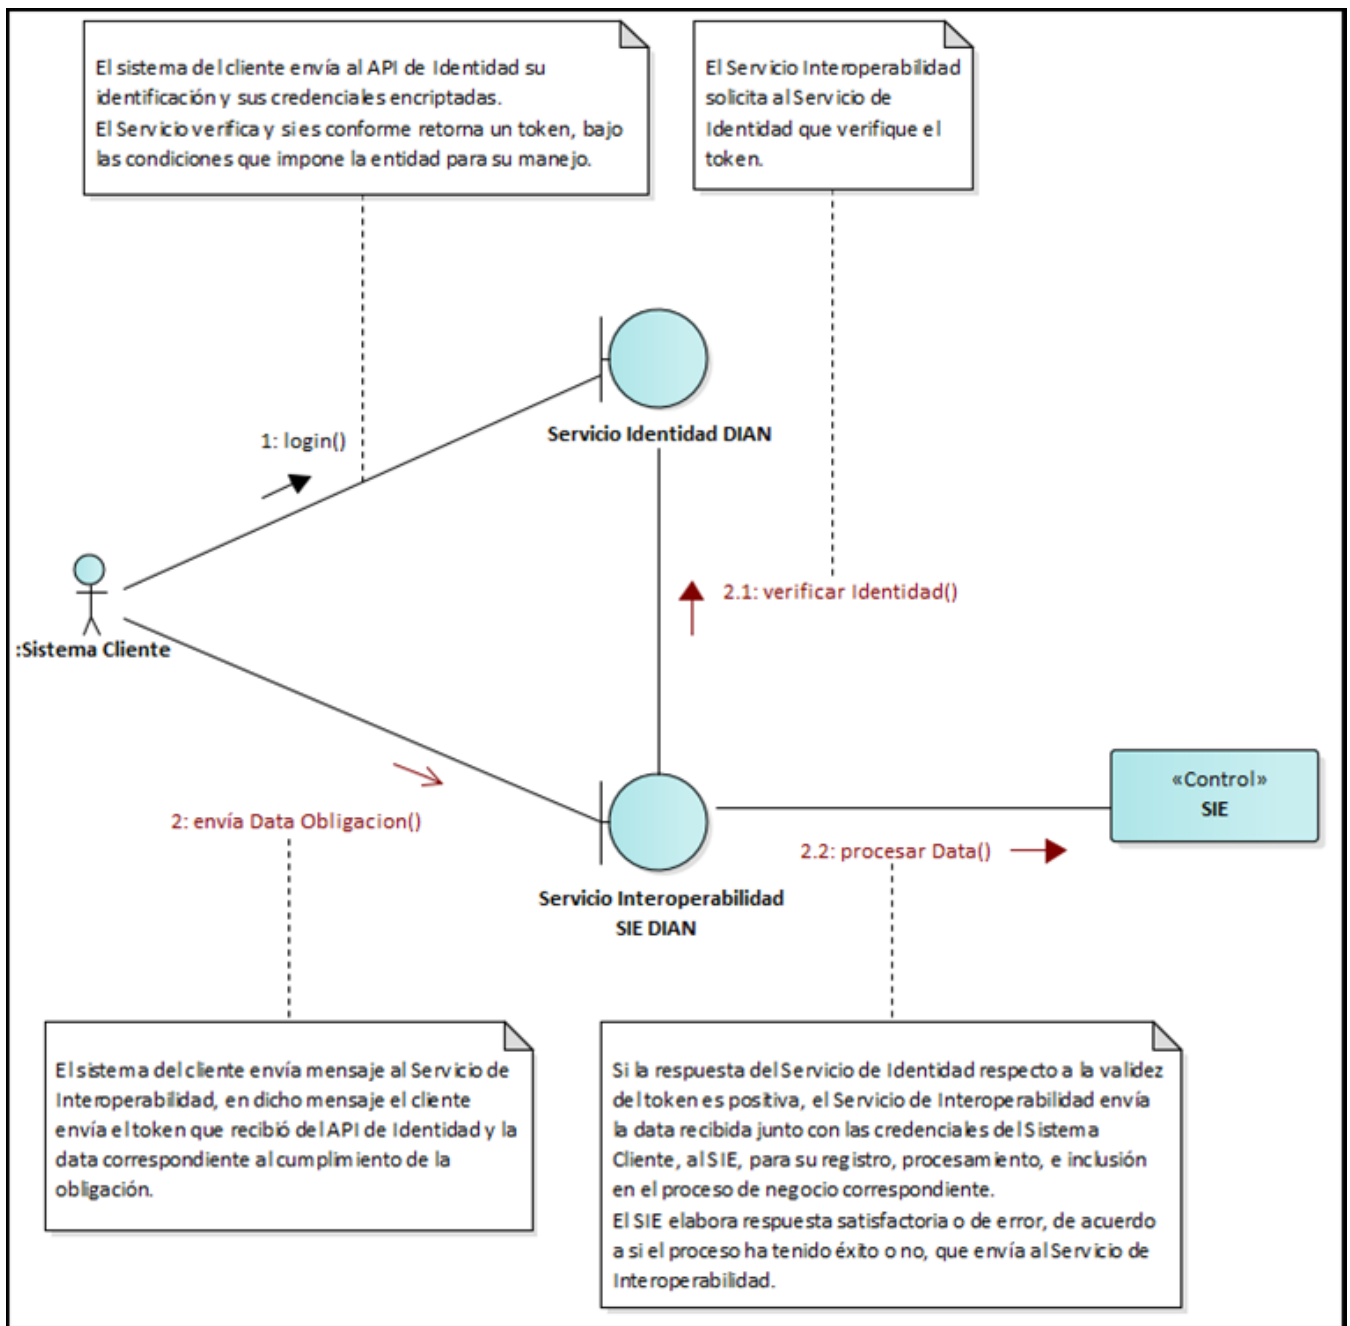 El sistema del cliente envía al API de Identidad su
identificación y sus credenciales encriptadas.
El Servicio verifica y si es conforme retorna un token, bajo
las condiciones que impone la entidad para su manejo.
El Servicio Interoperabilidad
solicita al Servicio de
Identidad que verifique el
token.
1: login()
Servicio Identidad DIAN
2.1: verificar Identidad()
:Sistema Cliente
2: envía Data Obligacion()
«Control»
SIE
2.2: procesar Data()
Servicio Interoperabilidad
SIE DIAN
El sistema del cliente envía mensaje al Servicio de
Interoperabilidad, en dicho mensaje el cliente
envía el token que recibió del API de Identidad y la
data correspondiente al cumplimiento de la
obligación.
Si la respuesta del Servicio de Identidad respecto a la validez
del token es positiva, el Servicio de Interoperabilidad envía
la data recibida junto con las credenciales del Sistema
Cliente, al SIE, para su registro, procesamiento, e inclusión
en el proceso de negocio correspondiente.
El SIE elabora respuesta satisfactoria o de error, de acuerdo
a si el proceso ha tenido éxito o no, que envía al Servicio de
Interoperabilidad.